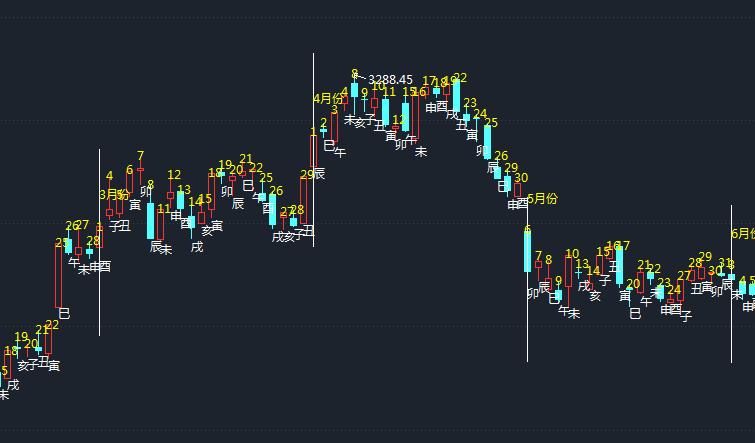 3288.45
3月份
4月份
5月份
6月份
5 18 19 20 21 22 25 26 27 28 1
未 戌 亥 子 丑 寅 巳 午 未 申 酉
4 5 6 7 8 11 12 13 14 15 18 19 20 21 22 25 26 27 28 29
子 丑 寅 卯 辰 未 申 酉 戌 亥 丑 卯 辰 巳 午 酉 戌 亥 子 丑
1 2 3 4 8 9 10 11 12 15 16 17 18 19 22 23 24 25 26 29 30
辰 巳 午 未 亥 子 丑 寅 卯 午 未 申 酉 戌 丑 寅 卯 辰 巳 申 酉
6 7 8 9 10 13 14 15 16 17 20 21 22 23 24 27 28 29 30 31
卯 辰 巳 午 未 戌 亥 子 丑 寅 巳 午 未 申 酉 子 丑 寅 卯 辰
3 4 5
未 申 酉